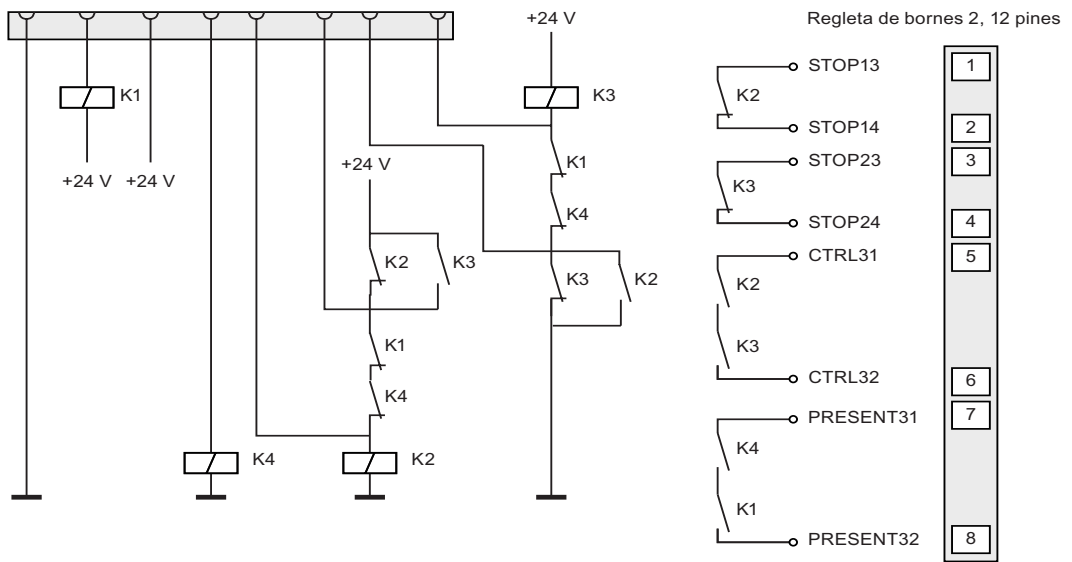 +24 V
Regleta de bornes 2, 12 pines
K1
K3
+24 V +24 V
+24 V
K1
K4
K2
K3
K3
K2
K1
K4
K4
K2
STOP13
1
K2
STOP14
2
STOP23
3
K3
STOP24
4
CTRL31
5
K2
K3
CTRL32
6
PRESENT31
7
K4
K1
PRESENT32
8